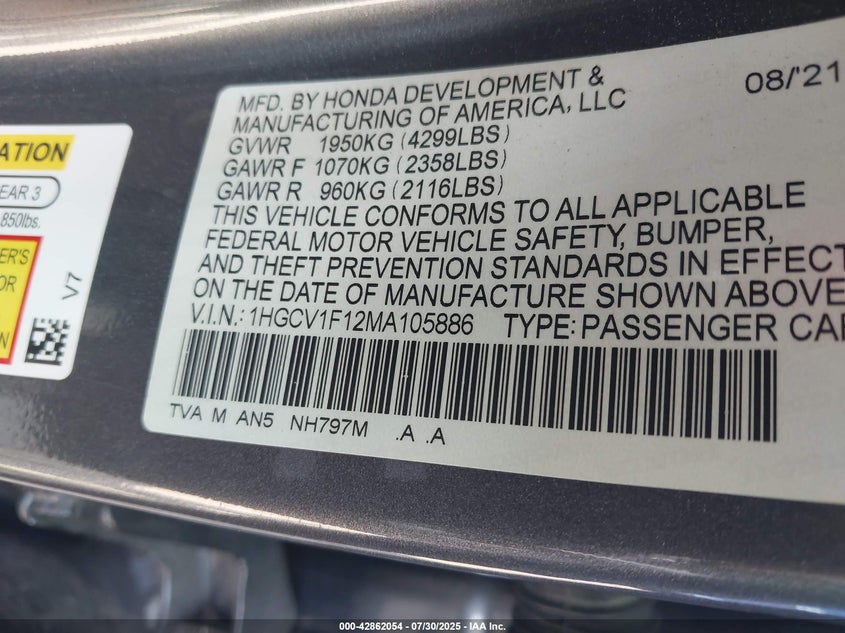 MFD. BY HONDA DEVELOPMENT & 08/'21
MANUFACTURING OF AMERICA, LLC
GVWR 1950KG (4299LBS)
GAWR F 1070KG (2358LBS)
GAWR R 960KG (2116LBS)
THIS VEHICLE CONFORMS TO ALL APPLICABLE
FEDERAL MOTOR VEHICLE SAFETY, BUMPER,
AND THEFT PREVENTION STANDARDS IN EFFECT
ON THE DATE OF MANUFACTURE SHOWN ABOVE
V.I.N.: 1HGCV1F12MA105886 TYPE: PASSENGER CAR
TVA M AN5 NH797M .A .A
ATION
EAR 3
850lbs.
ER'S
OR
N
V7
000-42862054 - 07/30/2025 - IAA Inc.